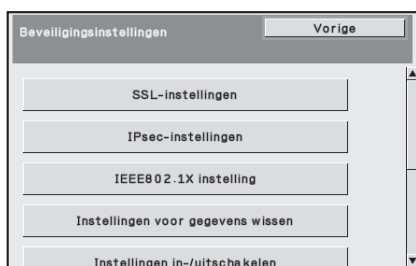 Beveiligingsinstellingen
Vorige
SSL-instellingen
IPsec-instellingen
IEEE802.1X instelling
Instellingen voor gegevens wissen
Instellingen in-/uitschakelen